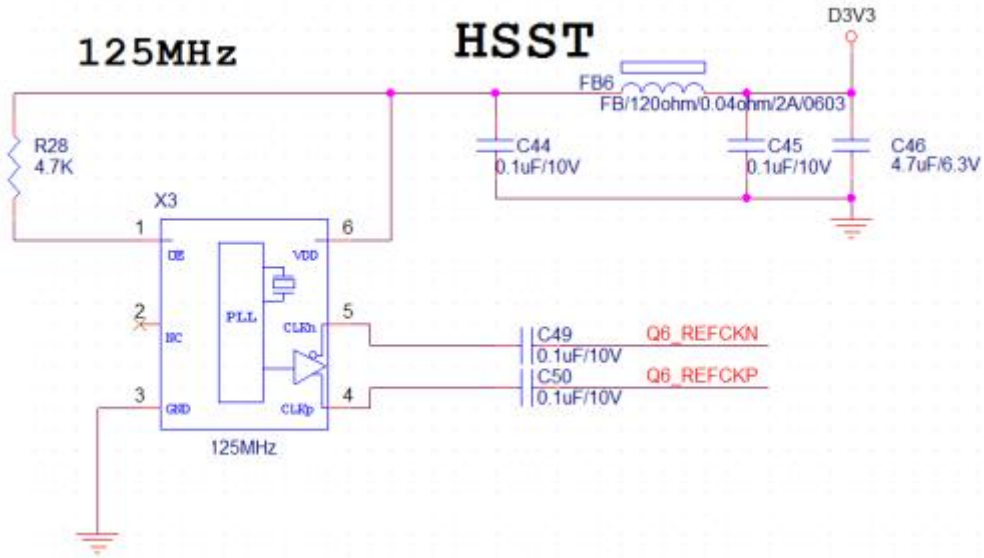 D3V3
125MHz
HSST
FB6
FB/120ohm/0.04ohm/2A/0603
R28
4.7K
C44
0.1uF/10V
C45
0.1uF/10V
C46
4.7uF/6.3V
X3
1
6
OE
VDD
2
5
PLL
NC
CLKn
C49
0.1uF/10V
Q6_REFCKN
C50
0.1uF/10V
Q6_REFCKP
3
4
GND
CLKp
125MHz